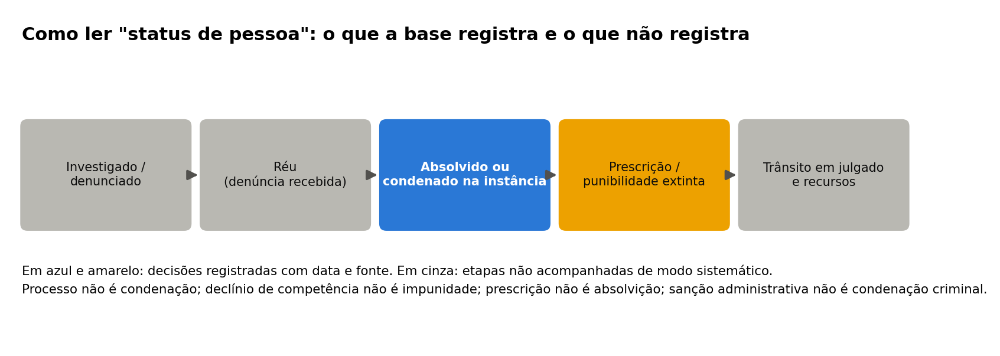 Como ler "status de pessoa": o que a base registra e o que não registra
Investigado /
denunciado
Réu
(denúncia recebida)
Absolvido ou
condenado na instância
Prescrição /
punibilidade extinta
Trânsito em julgado
e recursos
Em azul e amarelo: decisões registradas com data e fonte. Em cinza: etapas não acompanhadas de modo sistemático.
Processo não é condenação; declínio de competência não é impunidade; prescrição não é absolvição; sanção administrativa não é condenação criminal.